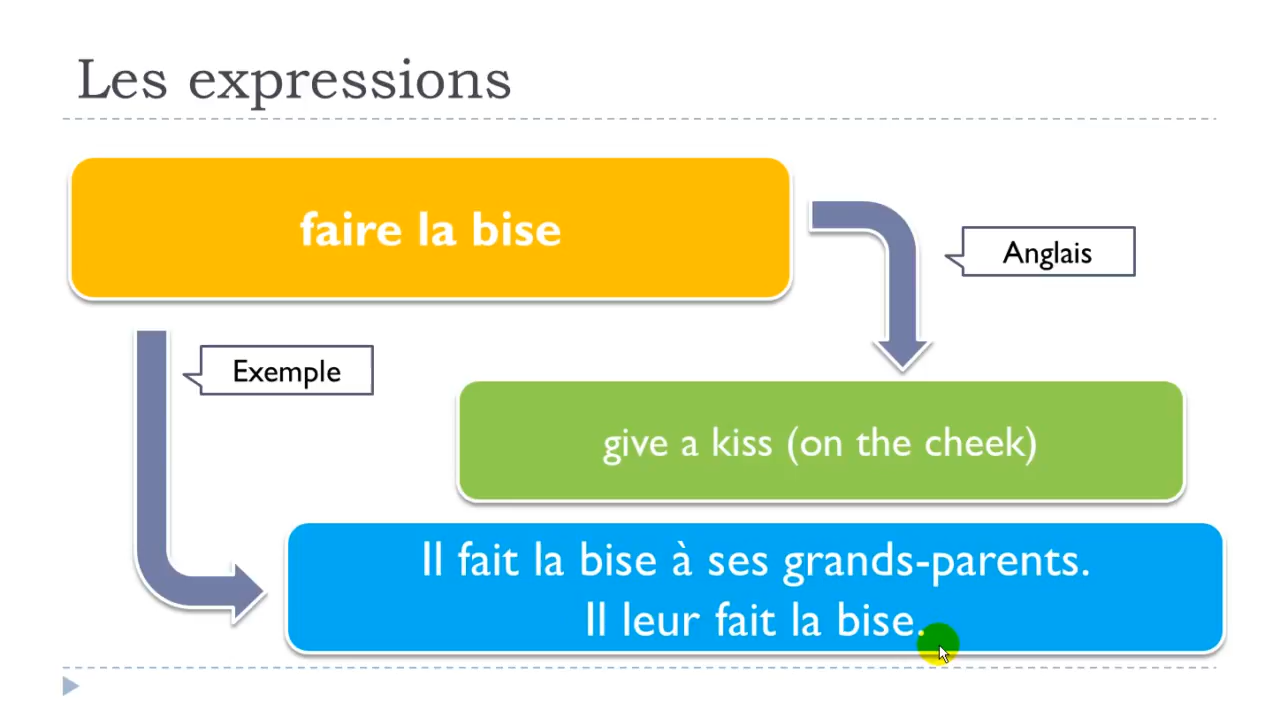 Les expressions
faire la bise
Anglais
Exemple
give a kiss (on the cheek)
Il fait la bise à ses grands-parents.
Il leur fait la bise.